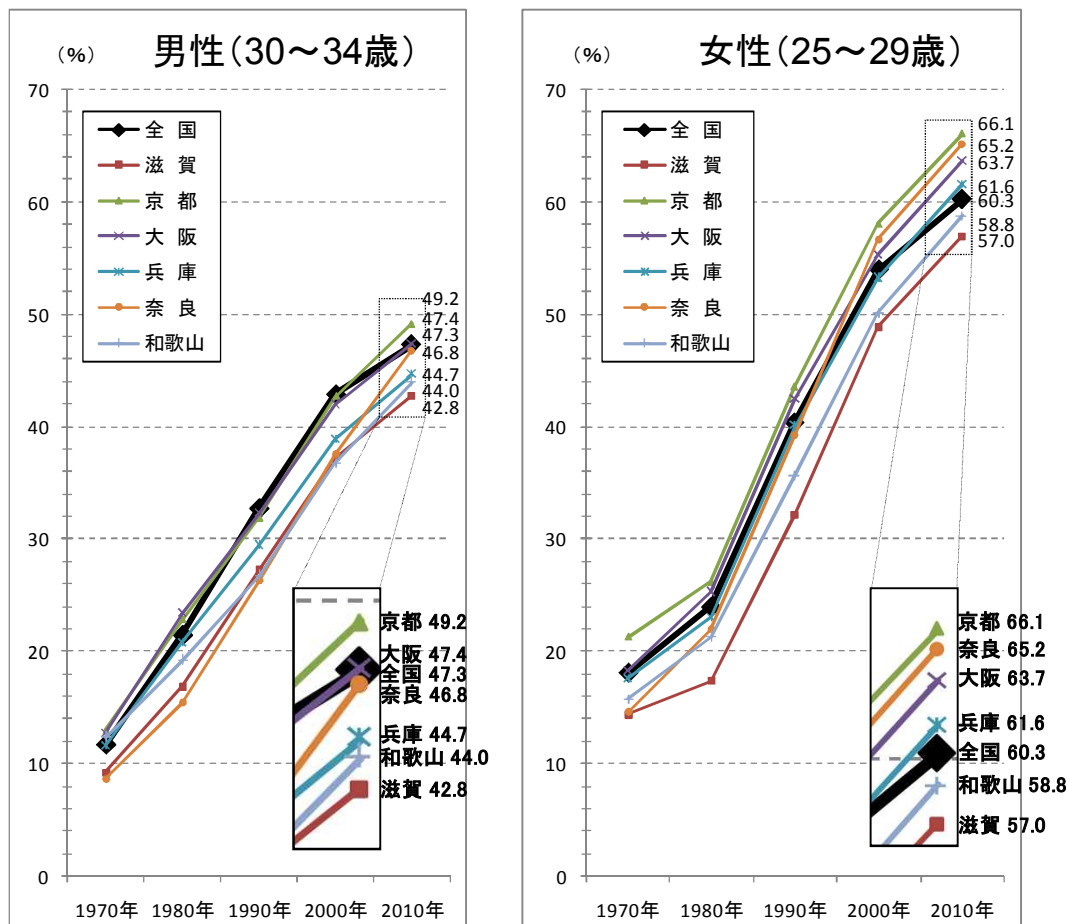 (%)
男性(30~34歳)
70
60
50
40
30
20
10
0
全 国
滋 賀
京 都
大 阪
兵 庫
奈 良
和歌山
49.2
47.4
47.3
46.8
44.7
44.0
42.8
京都 49.2
大阪 47.4
全国 47.3
奈良 46.8
兵庫 44.7
和歌山 44.0
滋賀 42.8
1970年 1980年 1990年 2000年 2010年
(%)
女性(25~29歳)
70
60
50
40
30
20
10
0
全 国
滋 賀
京 都
大 阪
兵 庫
奈 良
和歌山
66.1
65.2
63.7
61.6
60.3
58.8
57.0
京都 66.1
奈良 65.2
大阪 63.7
兵庫 61.6
全国 60.3
和歌山 58.8
滋賀 57.0
1970年 1980年 1990年 2000年 2010年